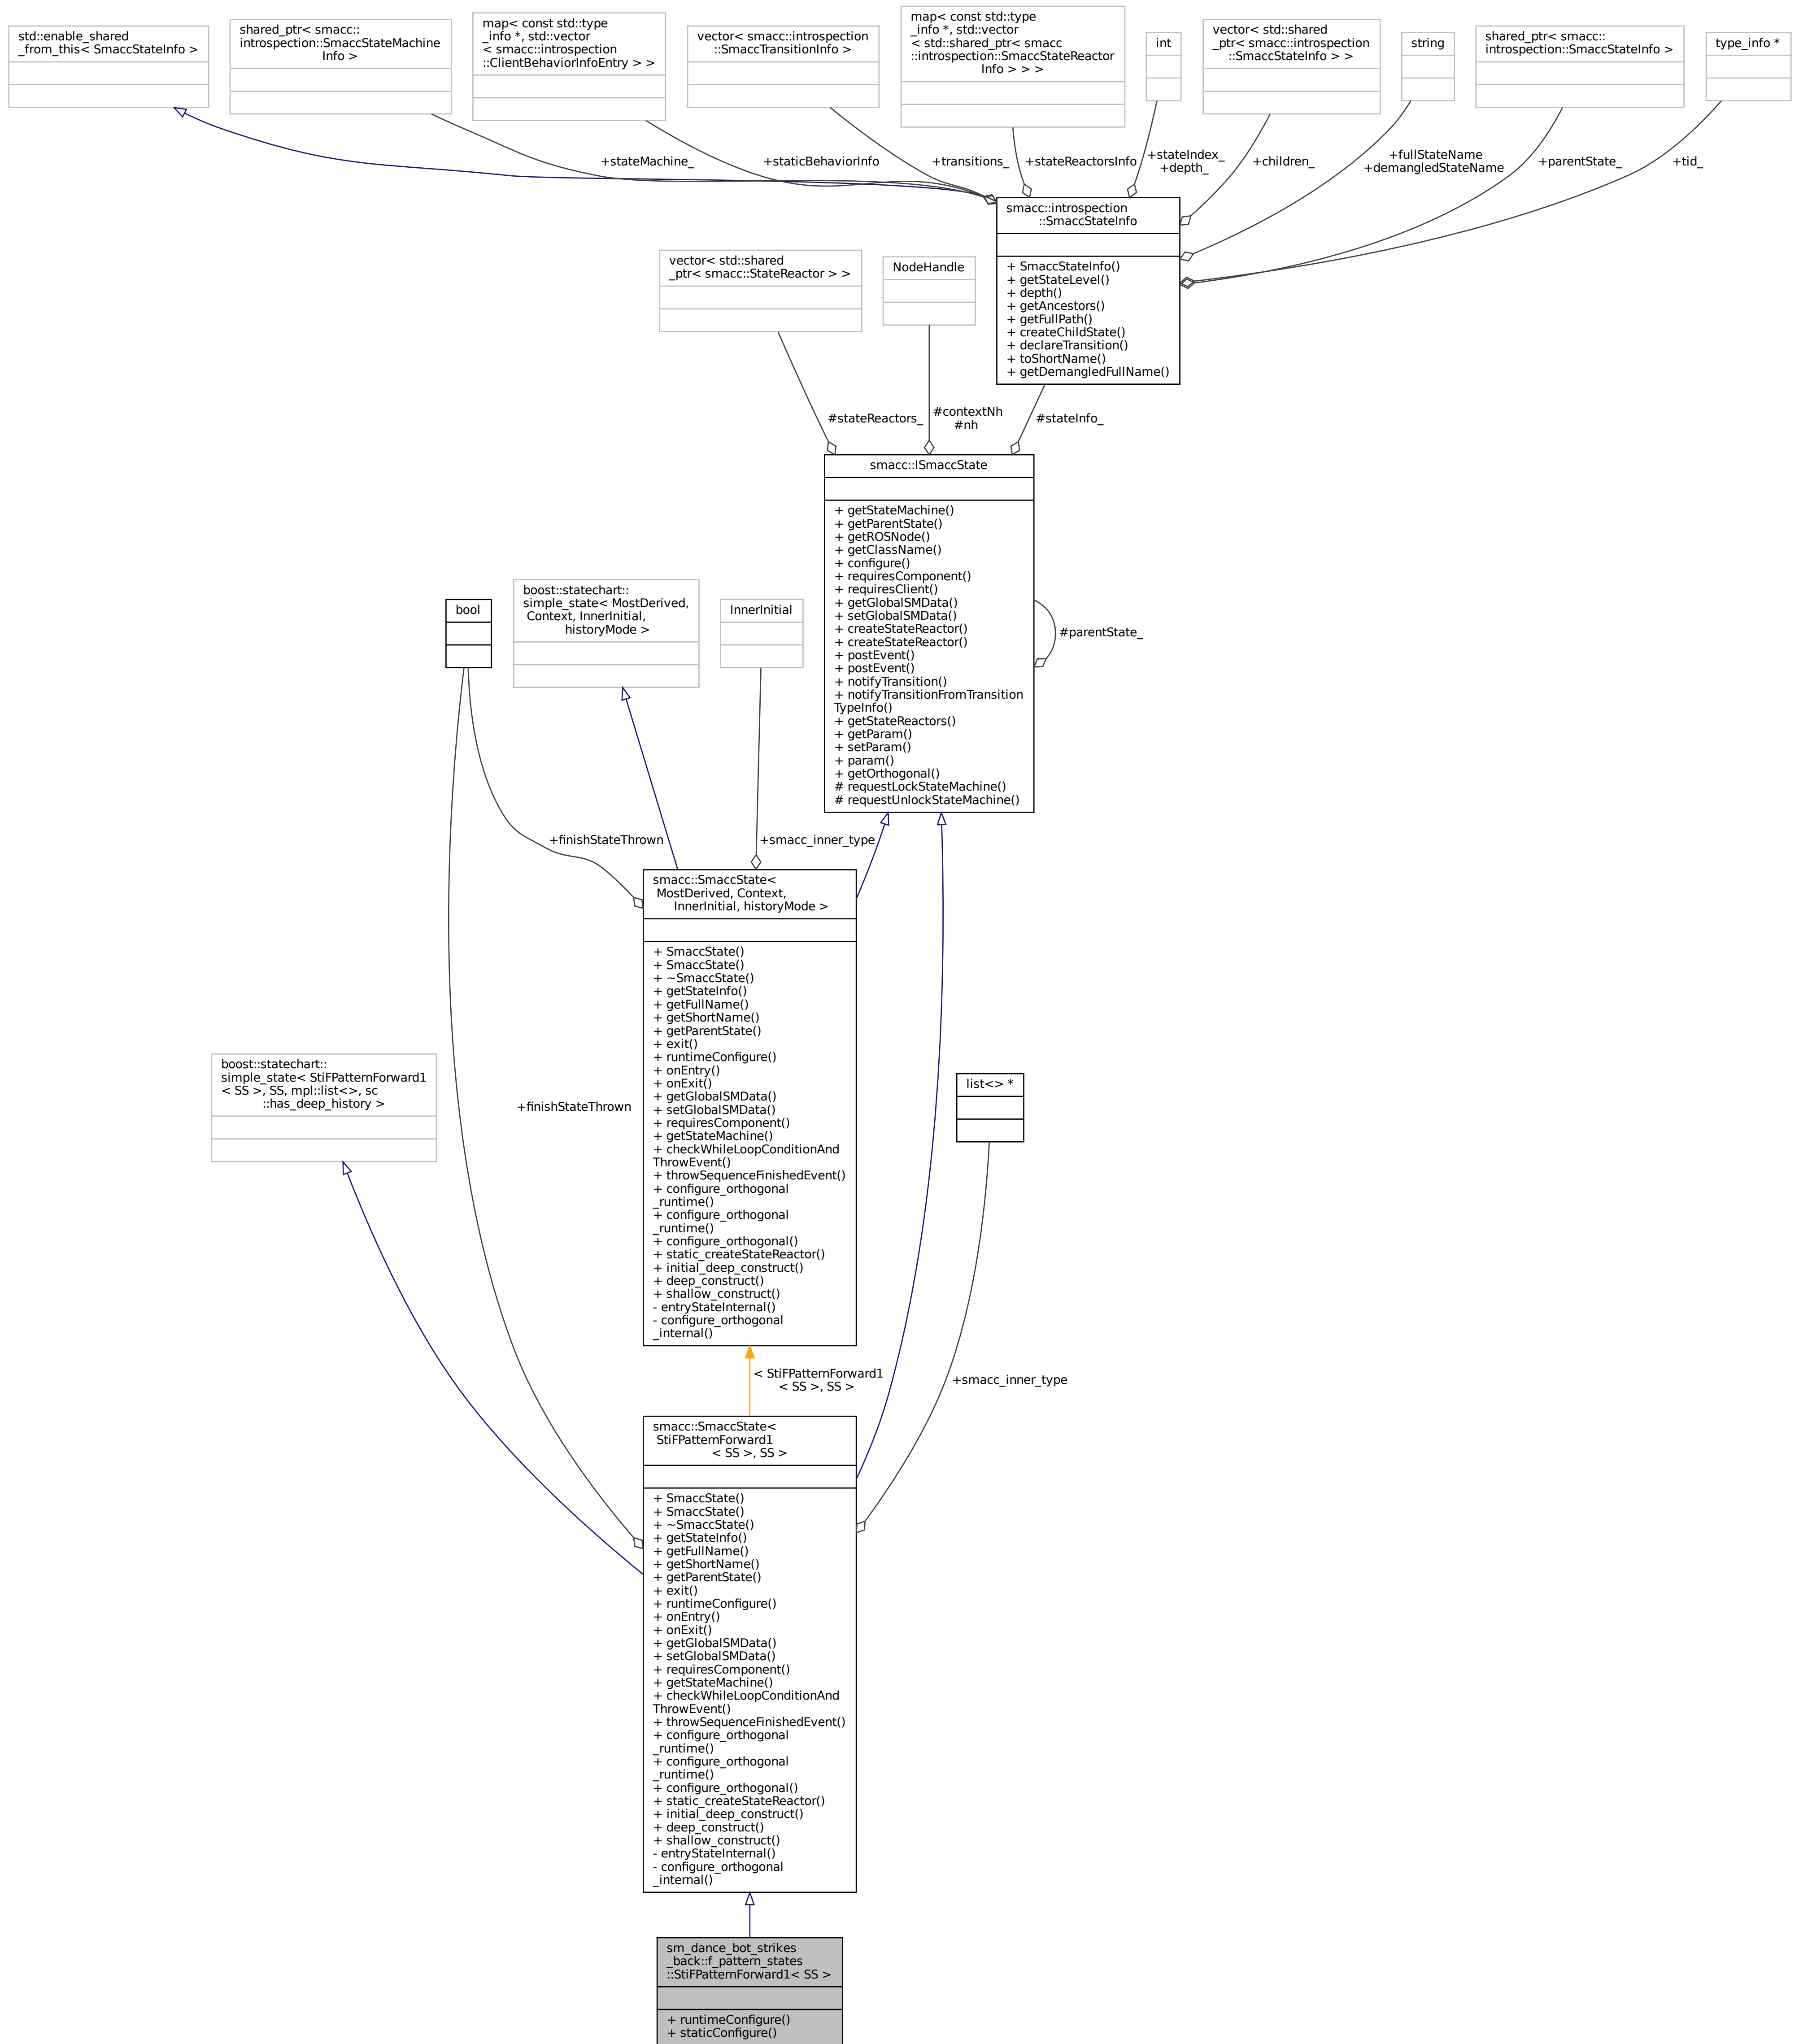 std::enable_shared
_from_this< SmaccStateInfo >
shared_ptr< smacc::
introspection::SmaccStateMachine
Info >
map< const std::type
_info *, std::vector
< smacc::introspection
::ClientBehaviorInfoEntry > >
vector< smacc::introspection
::SmaccTransitionInfo >
map< const std::type
_info *, std::vector
< std::shared_ptr< smacc
::introspection::SmaccStateReactor
Info > > >
int
vector< std::shared
_ptr< smacc::introspection
::SmaccStateInfo > >
string
shared_ptr< smacc::
introspection::SmaccStateInfo >
type_info *
+stateMachine_
+staticBehaviorInfo
+transitions_
+stateReactorsInfo
+stateIndex_
+depth_
+children_
+fullStateName
+demangledStateName
+parentState_
+tid_
smacc::introspection
::SmaccStateInfo
+ SmaccStateInfo()
+ getStateLevel()
+ depth()
+ getAncestors()
+ getFullPath()
+ createChildState()
+ declareTransition()
+ toShortName()
+ getDemangledFullName()
vector< std::shared
_ptr< smacc::StateReactor > >
NodeHandle
#stateReactors_
#contextNh
#nh
#stateInfo_
smacc::ISmaccState
+ getStateMachine()
+ getParentState()
+ getROSNode()
+ getClassName()
+ configure()
+ requiresComponent()
+ requiresClient()
+ getGlobalSMData()
+ setGlobalSMData()
+ createStateReactor()
+ createStateReactor()
+ postEvent()
+ postEvent()
+ notifyTransition()
+ notifyTransitionFromTransition
TypeInfo()
+ getStateReactors()
+ getParam()
+ setParam()
+ param()
+ getOrthogonal()
# requestLockStateMachine()
# requestUnlockStateMachine()
#parentState_
bool
boost::statechart::
simple_state< MostDerived,
Context, InnerInitial,
historyMode >
InnerInitial
+finishStateThrown
+smacc_inner_type
smacc::SmaccState<
MostDerived, Context,
InnerInitial, historyMode >
+ SmaccState()
+ SmaccState()
+ ~SmaccState()
+ getStateInfo()
+ getFullName()
+ getShortName()
+ getParentState()
+ exit()
+ runtimeConfigure()
+ onEntry()
+ onExit()
+ getGlobalSMData()
+ setGlobalSMData()
+ requiresComponent()
+ getStateMachine()
+ checkWhileLoopConditionAnd
ThrowEvent()
+ throwSequenceFinishedEvent()
+ configure_orthogonal
_runtime()
+ configure_orthogonal
_runtime()
+ configure_orthogonal()
+ static_createStateReactor()
+ initial_deep_construct()
+ deep_construct()
+ shallow_construct()
- entryStateInternal()
- configure_orthogonal
_internal()
boost::statechart::
simple_state< StiFPatternForward1
< SS >, SS, mpl::list<>, sc
::has_deep_history >
+finishStateThrown
list<> *
< StiFPatternForward1
< SS >, SS >
+smacc_inner_type
smacc::SmaccState<
StiFPatternForward1
< SS >, SS >
+ SmaccState()
+ SmaccState()
+ ~SmaccState()
+ getStateInfo()
+ getFullName()
+ getShortName()
+ getParentState()
+ exit()
+ runtimeConfigure()
+ onEntry()
+ onExit()
+ getGlobalSMData()
+ setGlobalSMData()
+ requiresComponent()
+ getStateMachine()
+ checkWhileLoopConditionAnd
ThrowEvent()
+ throwSequenceFinishedEvent()
+ configure_orthogonal
_runtime()
+ configure_orthogonal
_runtime()
+ configure_orthogonal()
+ static_createStateReactor()
+ initial_deep_construct()
+ deep_construct()
+ shallow_construct()
- entryStateInternal()
- configure_orthogonal
_internal()
sm_dance_bot_strikes
_back::f_pattern_states
::StiFPatternForward1< SS >
+ runtimeConfigure()
+ staticConfigure()